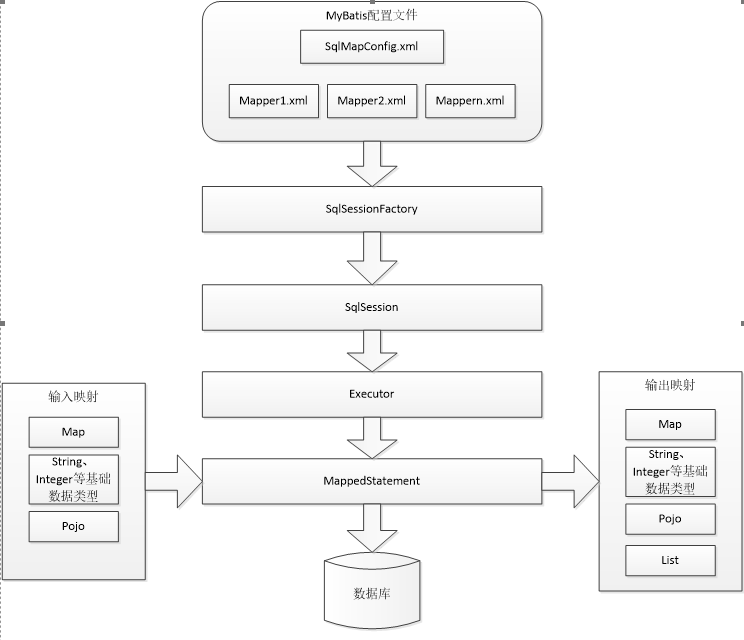 MyBatis配置文件
SqlMapConfig.xml
Mapper1.xml
Mapper2.xml
Mappern.xml
SqlSessionFactory
SqlSession
Executor
输入映射
Map
String、
Integer等基础
数据类型
Pojo
MappedStatement
输出映射
Map
String、
Integer等基础
数据类型
Pojo
List
数据库